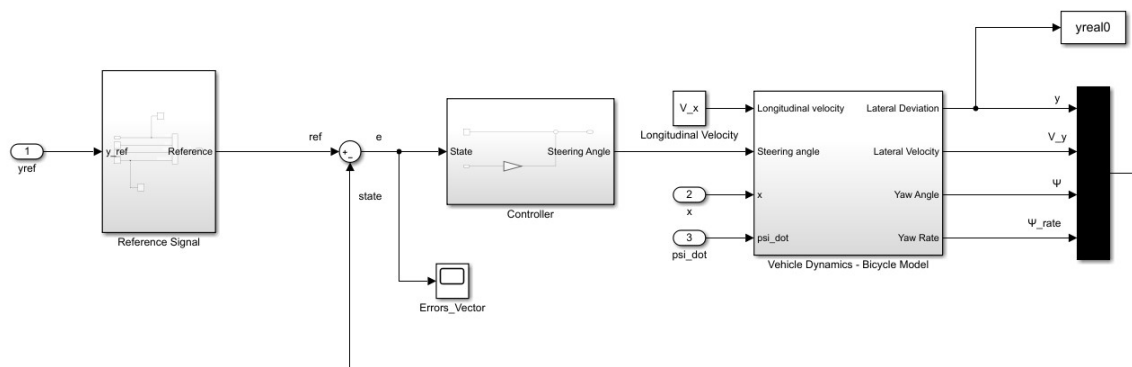 yreal0
1
yref
y_ref
Reference
Reference Signal
ref
+
-
e
state
Errors_Vector
State
Steering Angle
Controller
V_x
Longitudinal Velocity
2
x
3
psi_dot
Longitudinal velocity
Steering angle
x
psi_dot
Lateral Deviation
Lateral Velocity
Yaw Angle
Yaw Rate
Vehicle Dynamics - Bicycle Model
y
V_y
Ψ
Ψ_rate